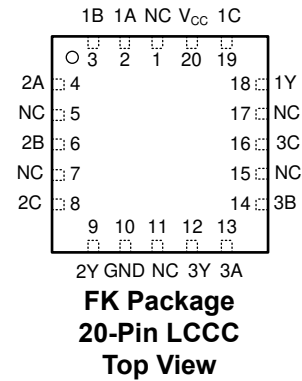 1B 1A NC VCC 1C
3 2 1 20 19
2A 4 18 1Y
NC 5 17 NC
2B 6 16 3C
NC 7 15 NC
2C 8 14 3B
9 10 11 12 13
2Y GND NC 3Y 3A
FK Package
20-Pin LCCC
Top View